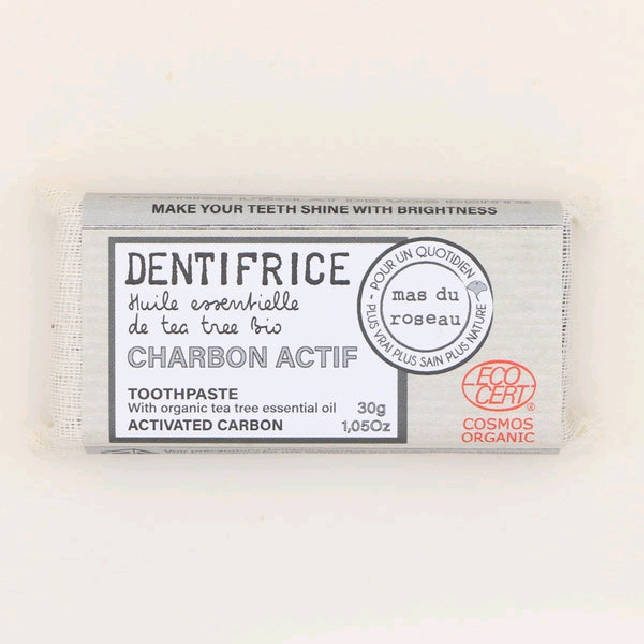 MAKE YOUR TEETH SHINE WITH BRIGHTNESS
DENTIFRICE
Huile essentielle
de tea tree Bio
CHARBON ACTIF
TOOTHPASTE
With organic tea tree essential oil
30g
ACTIVATED CARBON
1,05Oz
- POUR UN QUOTIDIEN
mas du
roseau
PLUS VRAI PLUS SAIN PLUS NATURE
ECO
CERT
®
COSMOS
ORGANIC